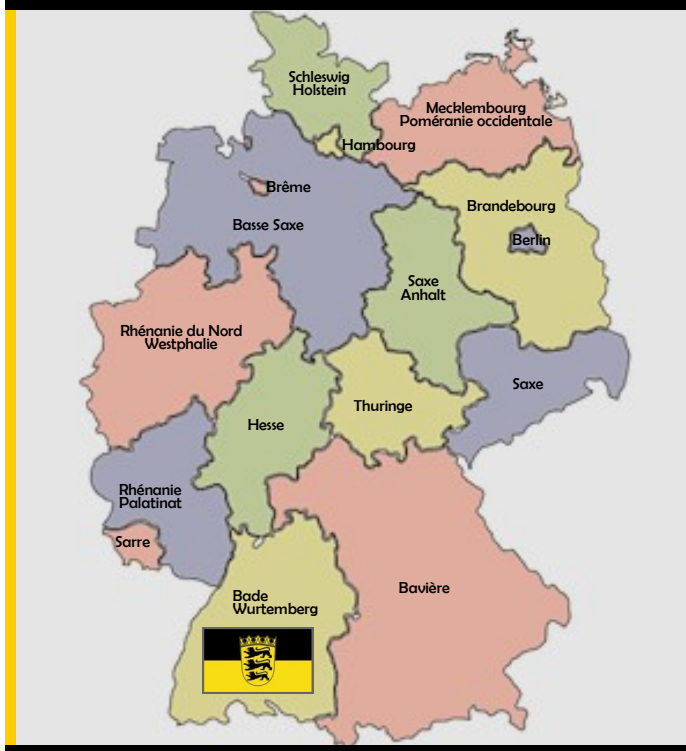 Schleswig
Holstein
Mecklembourg
Poméranie occidentale
Hambourg
Brême
Basse Saxe
Brandebourg
Berlin
Saxe
Anhalt
Rhénanie du Nord
Westphalie
Hesse
Thuringe
Saxe
Rhénanie
Palatinat
Sarre
Bade
Wurtemberg
Bavière